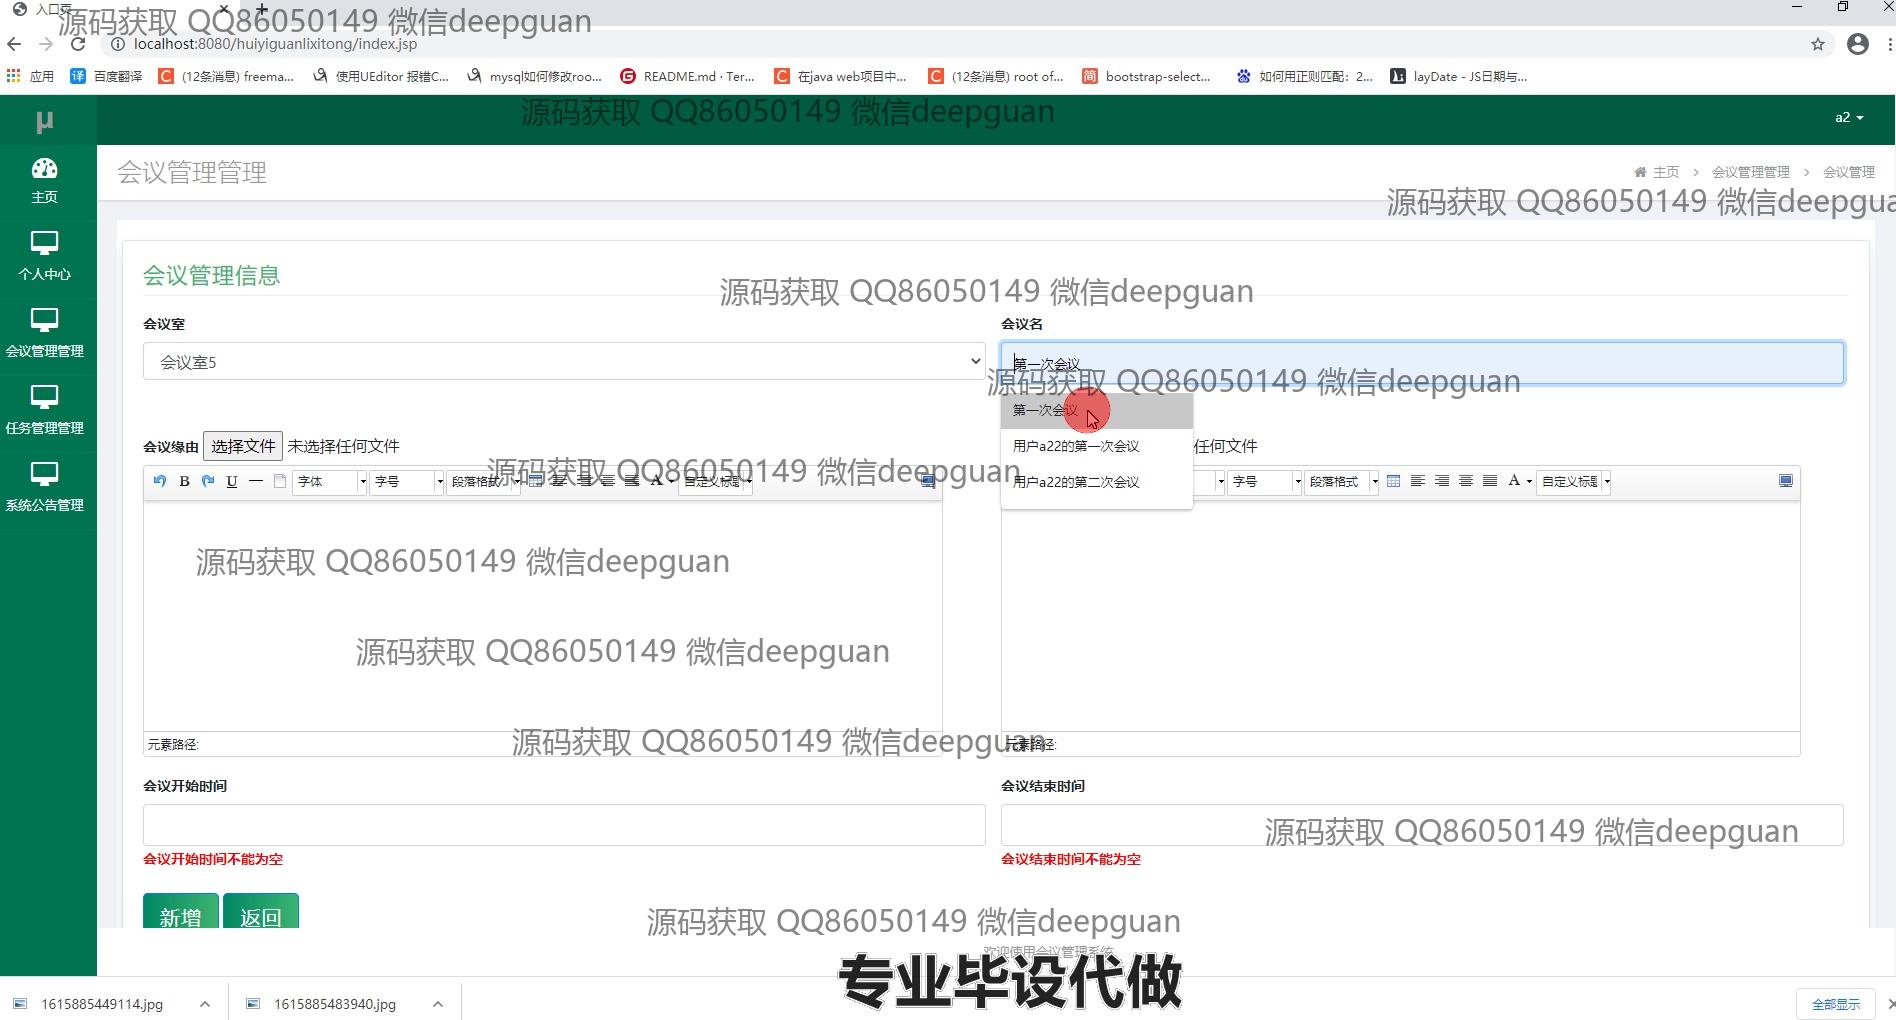 入口页
源码获取 QQ86050149 微信deepguan
localhost:8080/huiyiguanlixitong/index.jsp
应用 百度翻译 (12条消息) freema... 使用UEditor 报错C... mysql如何修改roo... README.md · Ter... 在java web项目中... (12条消息) root of... bootstrap-select... 如何用正则匹配：2... layDate - JS日期与...
源码获取 QQ86050149 微信deepguan
μ
a2
主页
个人中心
会议管理管理
任务管理管理
系统公告管理
会议管理管理
主页 > 会议管理管理 > 会议管理
源码获取 QQ86050149 微信deepgua
会议管理信息
源码获取 QQ86050149 微信deepguan
会议室 会议名
会议室5 第一次会议
源码获取 QQ86050149 微信deepguan
第一次会议
用户a22的第一次会议
用户a22的第二次会议
会议缘由 选择文件 未选择任何文件 任何文件
源码获取 QQ86050149 微信deepguan
B U 字体 字号 段落格式 A 自定义标题 字号 段落格式 A 自定义标题
源码获取 QQ86050149 微信deepguan
源码获取 QQ86050149 微信deepguan
源码获取 QQ86050149 微信deepguan
元素路径: 元素路径:
会议开始时间 会议结束时间
源码获取 QQ86050149 微信deepguan
会议开始时间不能为空 会议结束时间不能为空
新增 返回
源码获取 QQ86050149 微信deepguan
欢迎使用会议管理系统
专业毕设代做
1615885449114.jpg 1615885483940.jpg 全部显示